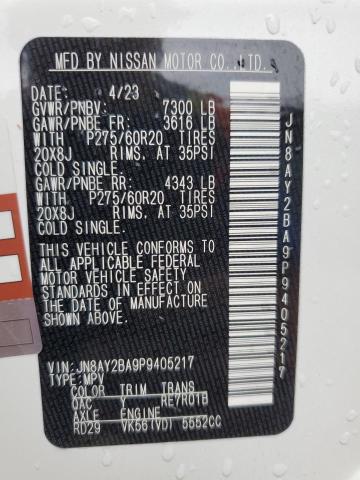 MFD BY NISSAN MOTOR CO.,LTD.
DATE: 4/23
GVWR/PNBV: 7300 LB
GAWR/PNBE FR: 3616 LB
WITH P275/60R20 TIRES
20X8J RIMS, AT 35PSI
COLD SINGLE.
GAWR/PNBE RR: 4343 LB
WITH P275/60R20 TIRES
20X8J RIMS, AT 35PSI
COLD SINGLE.
THIS VEHICLE CONFORMS TO
ALL APPLICABLE FEDERAL
MOTOR VEHICLE SAFETY
STANDARDS IN EFFECT ON
THE DATE OF MANUFACTURE
SHOWN ABOVE.
VIN:JN8AY2BA9P9405217
TYPE:MPV
COLOR TRIM TRANS
QAC Y RE7R01B
AXLE ENGINE
RD29 VK56(VD) 5552CC
JN8AY2BA9P9405217